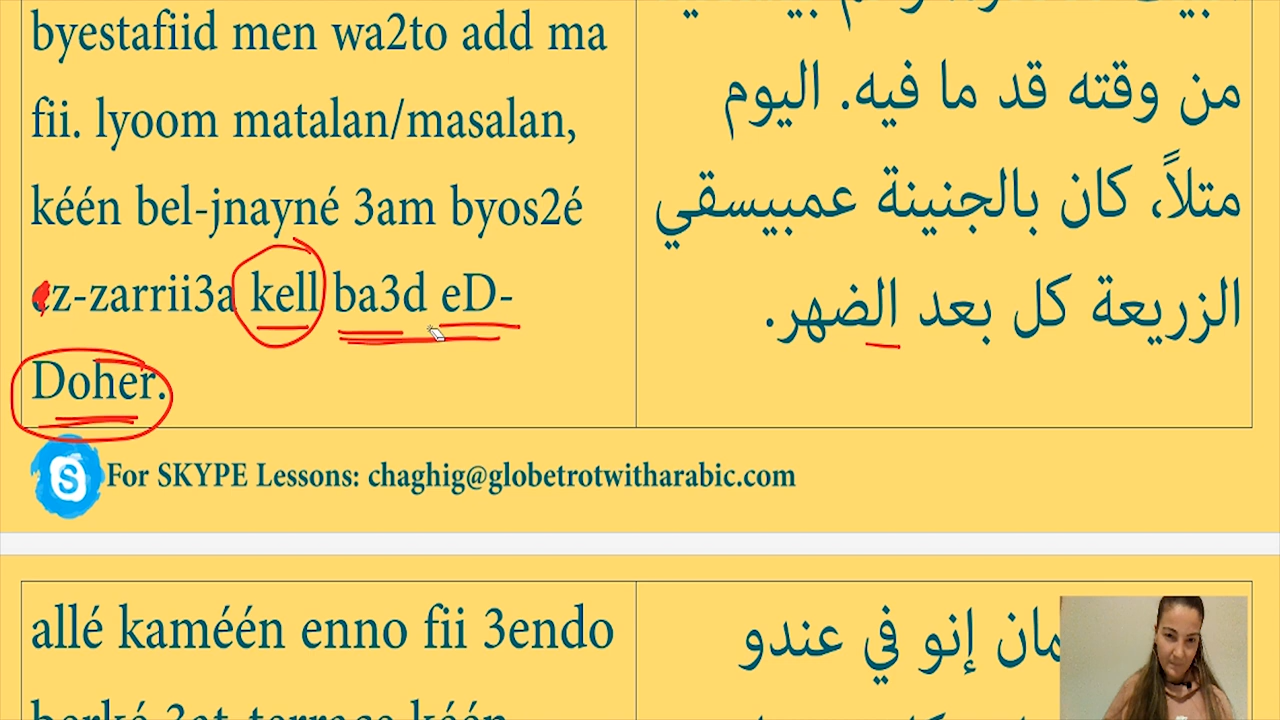 byestafiid men wa2to add ma
fii. lyoom matalan/masalan,
kéén bel-jnayné 3am byos2é
ez-zarrii3a kell ba3d eD-
Doher.
من وقته قد ما فيه. اليوم
متلاً، كان بالجنينة عمبيسقي
الزريعة كل بعد الضهر.
For SKYPE Lessons: chaghig@globetrotwitharabic.com
allé kaméén enno fii 3endo
إنو في عندو